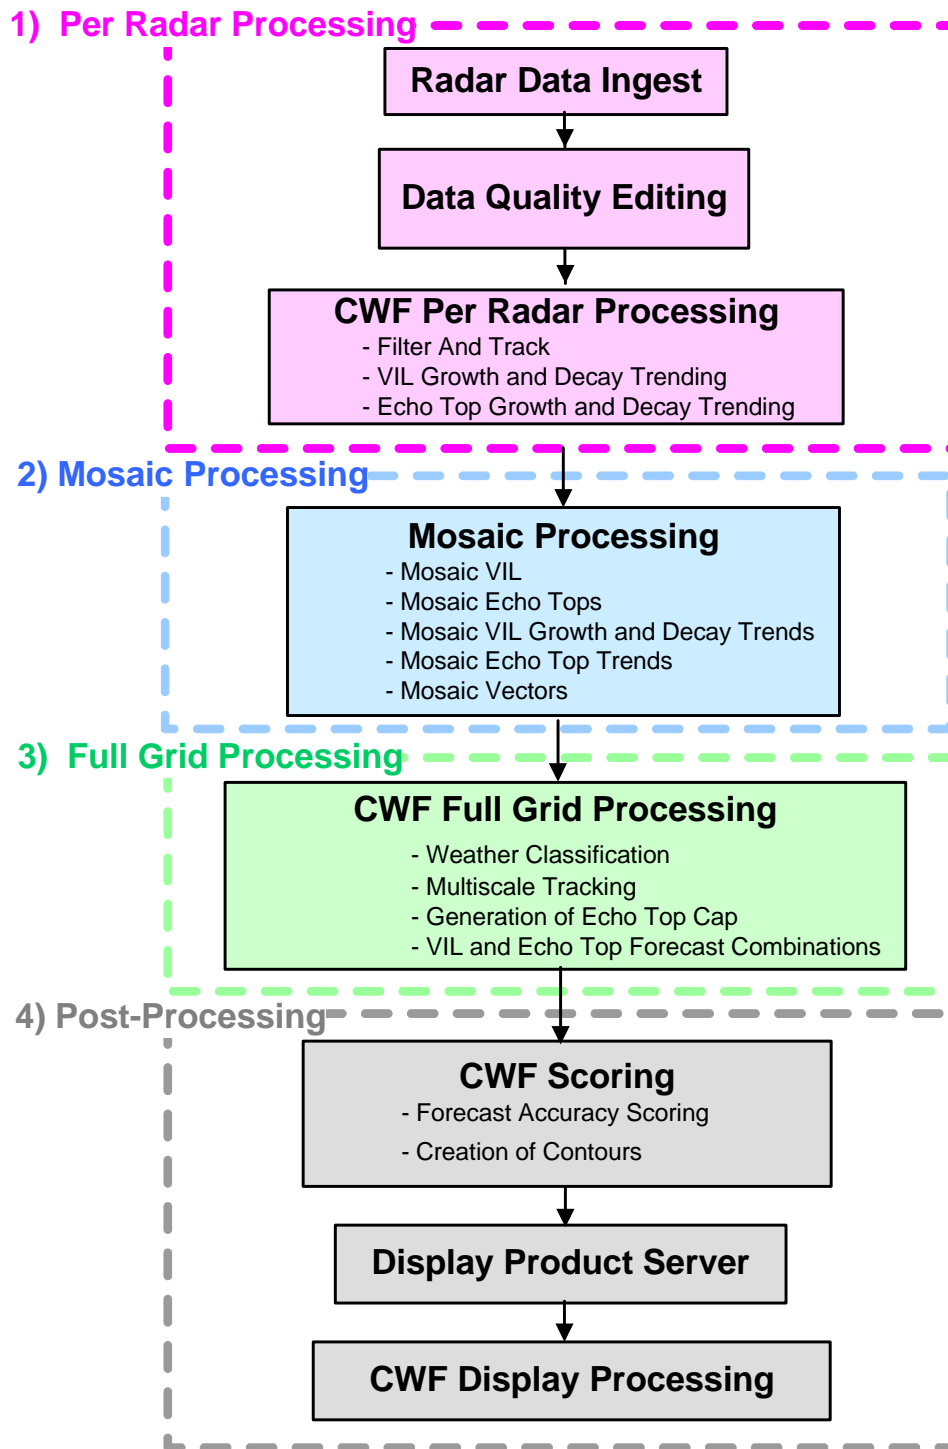 1) Per Radar Processing
Radar Data Ingest
Data Quality Editing
CWF Per Radar Processing
- Filter And Track
- VIL Growth and Decay Trending
- Echo Top Growth and Decay Trending
2) Mosaic Processing
Mosaic Processing
- Mosaic VIL
- Mosaic Echo Tops
- Mosaic VIL Growth and Decay Trends
- Mosaic Echo Top Trends
- Mosaic Vectors
3) Full Grid Processing
CWF Full Grid Processing
- Weather Classification
- Multiscale Tracking
- Generation of Echo Top Cap
- VIL and Echo Top Forecast Combinations
4) Post-Processing
CWF Scoring
- Forecast Accuracy Scoring
- Creation of Contours
Display Product Server
CWF Display Processing